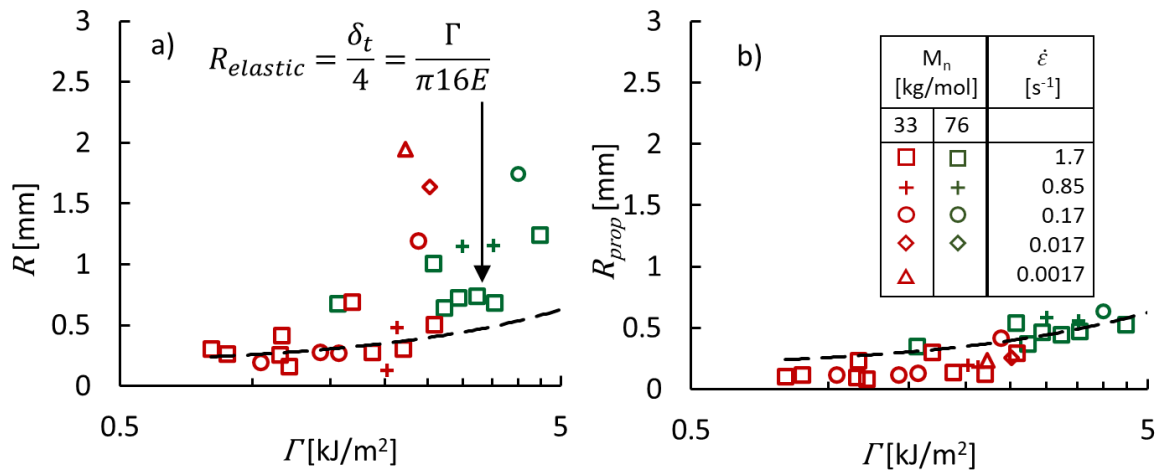 a)
R_elastic = δ_t/4 = Γ/π16E
3
2.5
2
1.5
1
0.5
0
R [mm]
0.5
5
Γ [kJ/m²]
b)
3
2.5
2
1.5
1
0.5
0
R_prop [mm]
0.5
5
Γ [kJ/m²]
M_n ε̇
[kg/mol] [s⁻¹]
33 76
1.7
0.85
0.17
0.017
0.0017